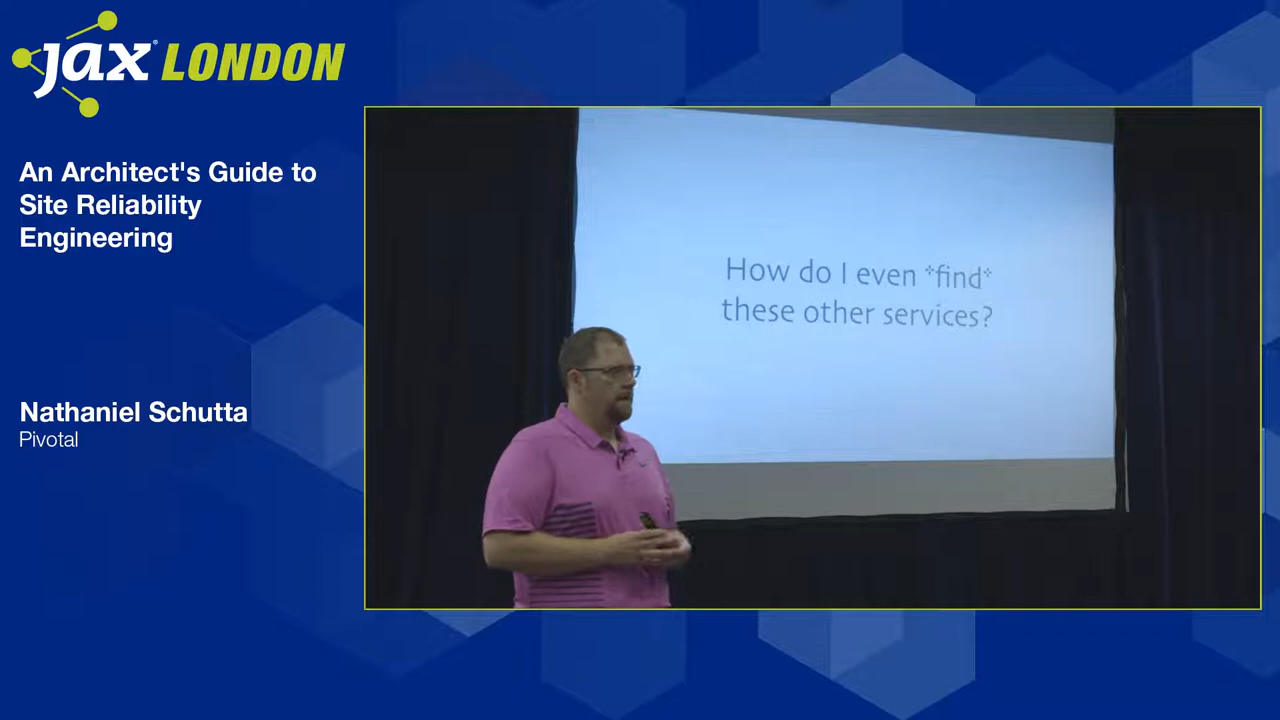 jax® LONDON
An Architect's Guide to
Site Reliability
Engineering
Nathaniel Schutta
Pivotal
How do I even *find*
these other services?